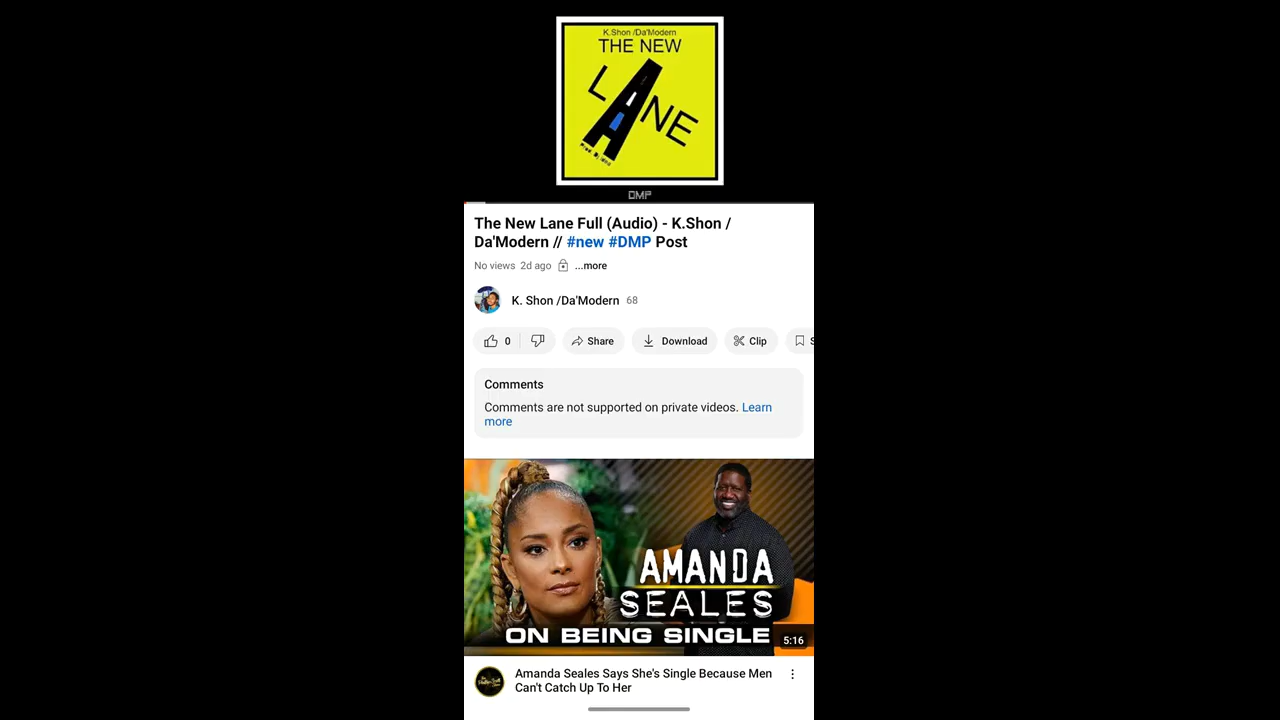 K.Shon /Da'Modern
THE NEW
LANE
DMP
The New Lane Full (Audio) - K.Shon /
Da'Modern // #new #DMP Post
No views 2d ago ...more
K. Shon /Da'Modern 68
0 Share Download Clip
Comments
Comments are not supported on private videos. Learn
more
AMANDA
SEALES
ON BEING SINGLE
5:16
Amanda Seales Says She's Single Because Men
Can't Catch Up To Her